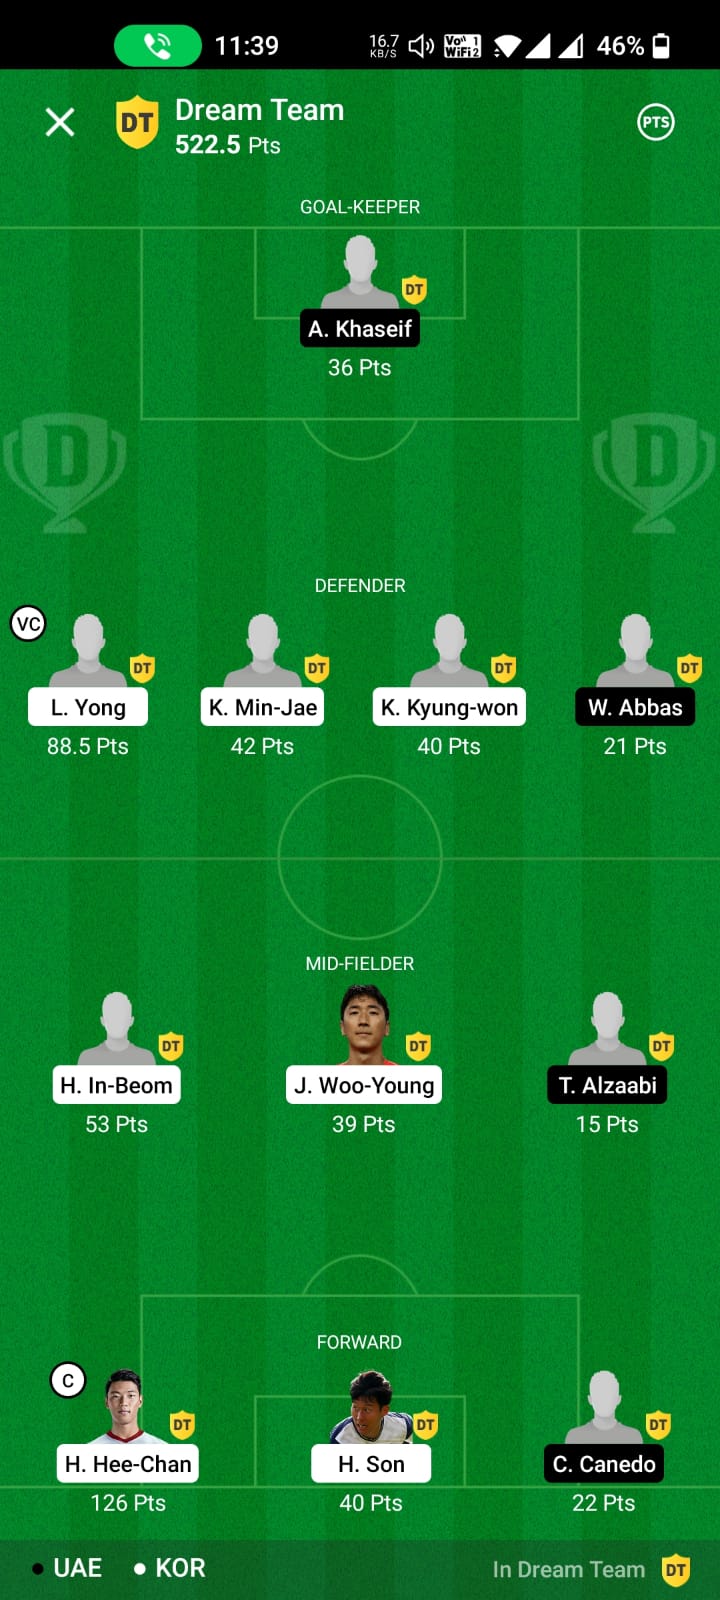 11:39
16.7
KB/S
Vo)) 1
WiFi2
46%
DT
Dream Team
522.5 Pts
PTS
GOAL-KEEPER
DT
A. Khaseif
36 Pts
D D
DEFENDER
VC
DT DT DT DT
L. Yong K. Min-Jae K. Kyung-won W. Abbas
88.5 Pts 42 Pts 40 Pts 21 Pts
MID-FIELDER
DT DT DT
H. In-Beom J. Woo-Young T. Alzaabi
53 Pts 39 Pts 15 Pts
FORWARD
C
DT DT DT
H. Hee-Chan H. Son C. Canedo
126 Pts 40 Pts 22 Pts
UAE KOR In Dream Team DT